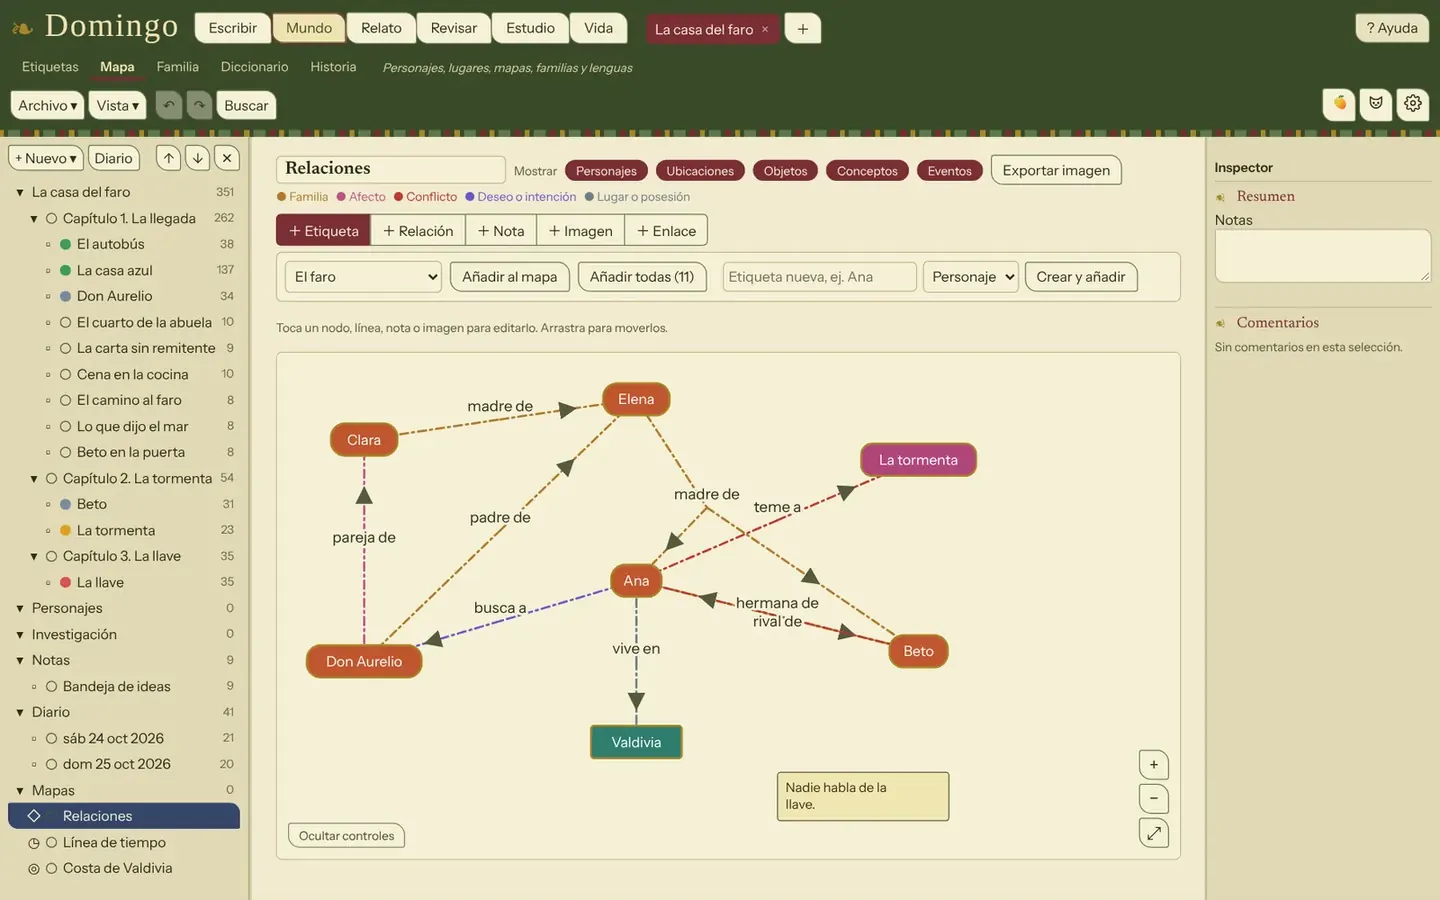 Domingo
Escribir Mundo Relato Revisar Estudio Vida
La casa del faro ×
+
? Ayuda
Etiquetas Mapa Familia Diccionario Historia
Personajes, lugares, mapas, familias y lenguas
Archivo ▾ Vista ▾ ↶ ↷ Buscar
+ Nuevo ▾ Diario ↑ ↓ ✕
▼ La casa del faro 351
▼ Capítulo 1. La llegada 262
El autobús 38
La casa azul 137
Don Aurelio 34
El cuarto de la abuela 10
La carta sin remitente 9
Cena en la cocina 10
El camino al faro 8
Lo que dijo el mar 8
Beto en la puerta 8
▼ Capítulo 2. La tormenta 54
Beto 31
La tormenta 23
▼ Capítulo 3. La llave 35
La llave 35
▼ Personajes 0
▼ Investigación 0
▼ Notas 9
Bandeja de ideas 9
▼ Diario 41
sáb 24 oct 2026 21
dom 25 oct 2026 20
▼ Mapas 0
Relaciones
Línea de tiempo
Costa de Valdivia
Relaciones
Mostrar Personajes Ubicaciones Objetos Conceptos Eventos Exportar imagen
Familia Afecto Conflicto Deseo o intención Lugar o posesión
+ Etiqueta + Relación + Nota + Imagen + Enlace
El faro Añadir al mapa Añadir todas (11) Etiqueta nueva, ej. Ana Personaje Crear y añadir
Toca un nodo, línea, nota o imagen para editarlo. Arrastra para moverlos.
Elena
madre de
Clara
La tormenta
madre de
teme a
padre de
pareja de
Ana
hermana de
busca a
rival de
vive en
Beto
Don Aurelio
Valdivia
Nadie habla de la
llave.
+
−
Ocultar controles
Inspector
Resumen
Notas
Comentarios
Sin comentarios en esta selección.